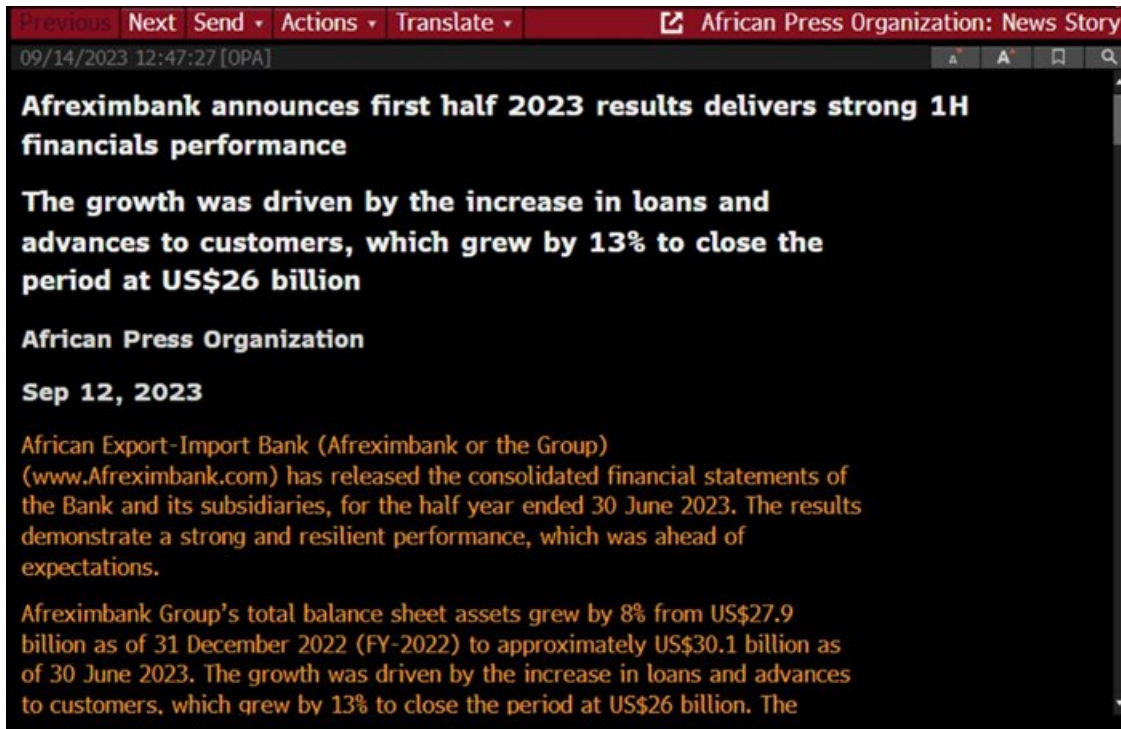 Previous Next Send Actions Translate African Press Organization: News Story
09/14/2023 12:47:27 [OPA] A A
Afreximbank announces first half 2023 results delivers strong 1H
financials performance
The growth was driven by the increase in loans and
advances to customers, which grew by 13% to close the
period at US$26 billion
African Press Organization
Sep 12, 2023
African Export-Import Bank (Afreximbank or the Group)
(www.Afreximbank.com) has released the consolidated financial statements of
the Bank and its subsidiaries, for the half year ended 30 June 2023. The results
demonstrate a strong and resilient performance, which was ahead of
expectations.
Afreximbank Group's total balance sheet assets grew by 8% from US$27.9
billion as of 31 December 2022 (FY-2022) to approximately US$30.1 billion as
of 30 June 2023. The growth was driven by the increase in loans and advances
to customers, which grew by 13% to close the period at US$26 billion. The